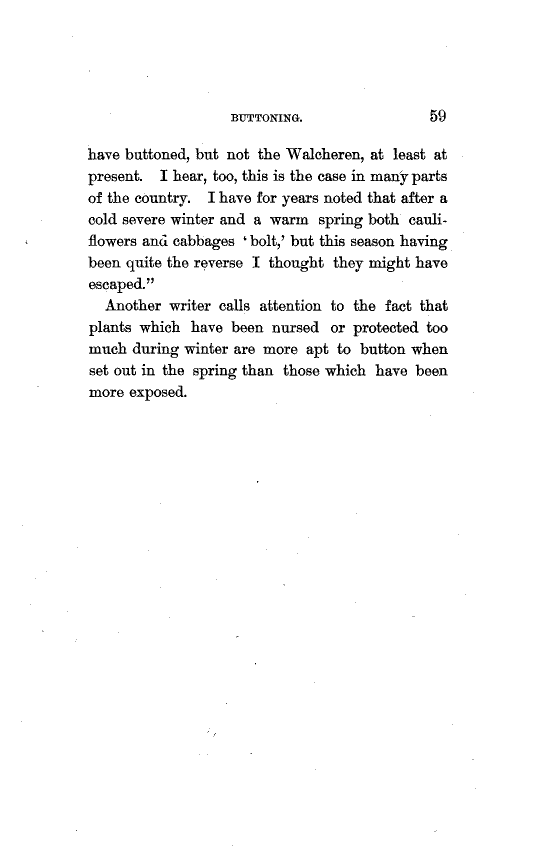 BUTTONING. 59
have buttoned, but not the Walcheren, at least at
present. I hear, too, this is the case in many parts
of the country. I have for years noted that after a
cold severe winter and a warm spring both cauli-
flowers and cabbages ‘bolt,’ but this season having
been quite the reverse I thought they might have
escaped.”
Another writer calls attention to the fact that
plants which have been nursed or protected too
much during winter are more apt to button when
set out in the spring than those which have been
more exposed.